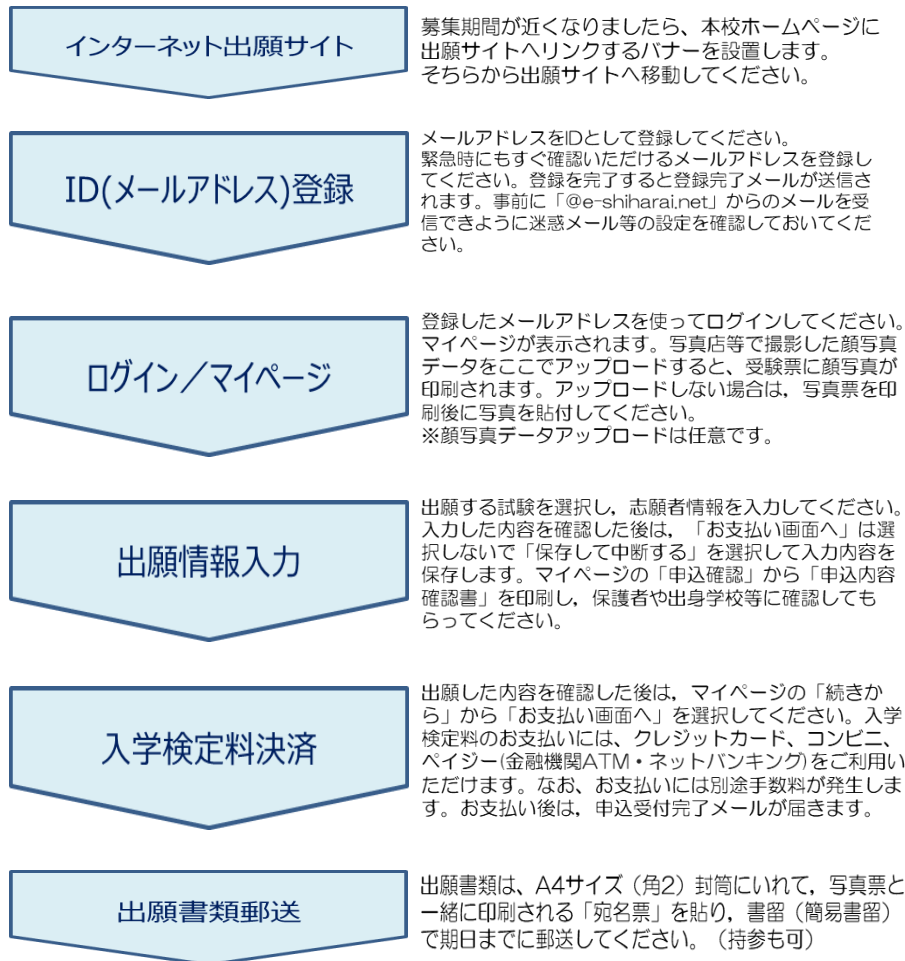 インターネット出願サイト
募集期間が近くなりましたら、本校ホームページに
出願サイトへリンクするバナーを設置します。
そちらから出願サイトへ移動してください。
ID(メールアドレス)登録
メールアドレスをIDとして登録してください。
緊急時にもすぐ確認いただけるメールアドレスを登録し
てください。登録を完了すると登録完了メールが送信さ
れます。事前に「@e-shiharai.net」からのメールを受
信できように迷惑メール等の設定を確認しておいてくだ
さい。
ログイン／マイページ
登録したメールアドレスを使ってログインしてください。
マイページが表示されます。写真店等で撮影した顔写真
データをここでアップロードすると、受験票に顔写真が
印刷されます。アップロードしない場合は，写真票を印
刷後に写真を貼付してください。
※顔写真データアップロードは任意です。
出願情報入力
出願する試験を選択し，志願者情報を入力してください。
入力した内容を確認した後は，「お支払い画面へ」は選
択しないで「保存して中断する」を選択して入力内容を
保存します。マイページの「申込確認」から「申込内容
確認書」を印刷し，保護者や出身学校等に確認しても
らってください。
入学検定料決済
出願した内容を確認した後は，マイページの「続きか
ら」から「お支払い画面へ」を選択してください。入学
検定料のお支払いには、クレジットカード、コンビニ、
ペイジー(金融機関ATM・ネットバンキング)をご利用い
ただけます。なお、お支払いには別途手数料が発生しま
す。お支払い後は，申込受付完了メールが届きます。
出願書類郵送
出願書類は、A4サイズ（角2）封筒にいれて，写真票と
一緒に印刷される「宛名票」を貼り，書留（簡易書留）
で期日までに郵送してください。（持参も可）